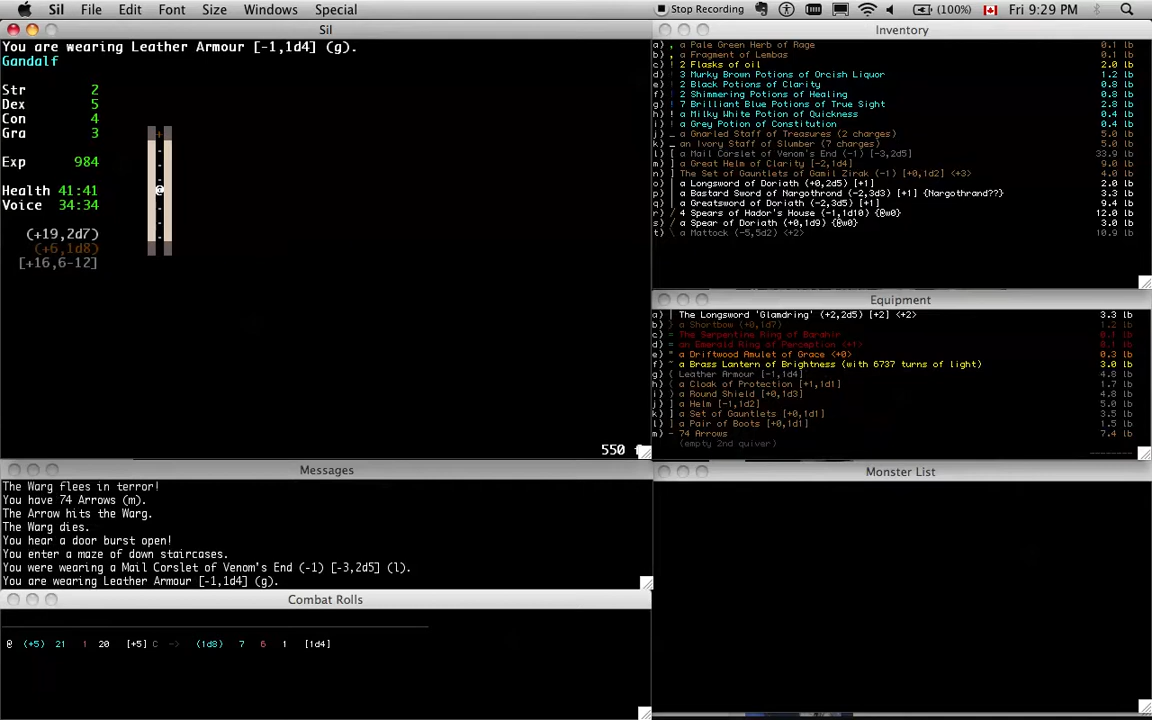 Sil File Edit Font Size Windows Special Stop Recording (100%) Fri 9:29 PM
Sil
You are wearing Leather Armour [-1,1d4] (g).
Gandalf
Str 2
Dex 5
Con 4
Gra 3
Exp 984
Health 41:41
Voice 34:34
(+19,2d7)
(+6,1d8)
[+16,6-12]
550
Inventory
a) , a Pale Green Herb of Rage 0.1 lb
b) , a Fragment of Lembas 0.1 lb
c) ! 2 Flasks of oil 2.0 lb
d) ! 3 Murky Brown Potions of Orcish Liquor 1.2 lb
e) ! 2 Black Potions of Clarity 0.8 lb
f) ! 2 Shimmering Potions of Healing 0.8 lb
g) ! 7 Brilliant Blue Potions of True Sight 2.8 lb
h) ! a Milky White Potion of Quickness 0.4 lb
i) ! a Grey Potion of Constitution 0.4 lb
j) _ a Gnarled Staff of Treasures (2 charges) 5.0 lb
k) _ an Ivory Staff of Slumber (7 charges) 5.0 lb
l) [ a Mail Corslet of Venom's End (-1) [-3,2d5] 33.9 lb
m) ] a Great Helm of Clarity [-2,1d4] 9.0 lb
n) ] The Set of Gauntlets of Gamil Zirak (-1) [+0,1d2] <+3> 4.0 lb
o) | a Longsword of Doriath (+0,2d5) [+1] 2.0 lb
p) | a Bastard Sword of Nargothrond (-2,3d3) [+1] {Nargothrand??} 3.3 lb
q) | a Greatsword of Doriath (-2,3d5) [+1] 9.4 lb
r) / 4 Spears of Hador's House (-1,1d10) {@w0} 12.0 lb
s) / a Spear of Doriath (+0,1d9) {@w0} 3.0 lb
t) \ a Mattock (-5,5d2) <+2> 10.9 lb
Equipment
a) | The Longsword 'Glamdring' (+2,2d5) [+2] <+2> 3.3 lb
b) } a Shortbow (+0,1d7) 1.2 lb
c) = The Serpentine Ring of Barahir 0.1 lb
d) = an Emerald Ring of Perception <+1> 0.1 lb
e) " a Driftwood Amulet of Grace <+0> 0.3 lb
f) ~ a Brass Lantern of Brightness (with 6737 turns of light) 3.0 lb
g) ( Leather Armour [-1,1d4] 4.8 lb
h) ( a Cloak of Protection [+1,1d1] 1.7 lb
i) ) a Round Shield [+0,1d3] 4.8 lb
j) ] a Helm [-1,1d2] 5.0 lb
k) ] a Set of Gauntlets [+0,1d1] 3.5 lb
l) ] a Pair of Boots [+0,1d1] 1.5 lb
m) - 74 Arrows 7.4 lb
(empty 2nd quiver)
Messages
The Warg flees in terror!
You have 74 Arrows (m).
The Arrow hits the Warg.
The Warg dies.
You hear a door burst open!
You enter a maze of down staircases.
You were wearing a Mail Corslet of Venom's End (-1) [-3,2d5] (l).
You are wearing Leather Armour [-1,1d4] (g).
Monster List
Combat Rolls
@ (+5) 21 1 20 [+5] C -> (1d8) 7 6 1 [1d4]